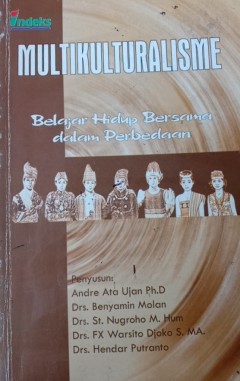 indeks
MULTIKULTURALISME
Belajar Hidup Bersama
dalam Perbedaan
Penyusun:
Andre Ata Ujan Ph.D
Drs. Benyamin Molan
Drs. St. Nugroho M. Hum
Drs. FX Warsito Djoko S, MA.
Drs. Hendar Putranto